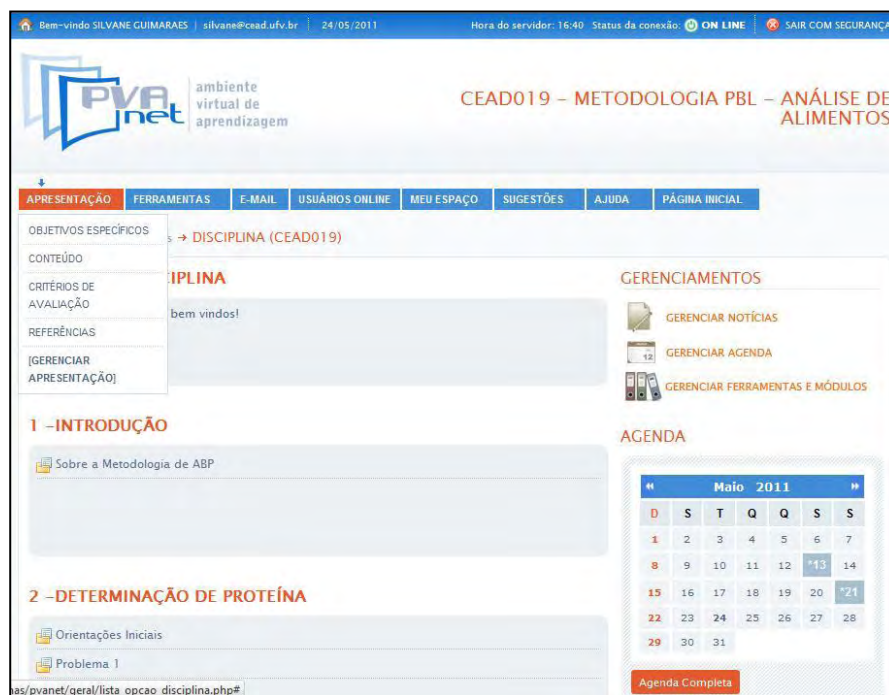 Bem-vindo SILVANE GUIMARAES | silvane@cead.ufv.br | 24/05/2011 Hora do servidor: 16:40 Status da conexão: ON LINE SAIR COM SEGURANÇA
PVAnet
ambiente
virtual de
aprendizagem
CEAD019 – METODOLOGIA PBL – ANÁLISE DE
ALIMENTOS
APRESENTAÇÃO FERRAMENTAS E-MAIL USUÁRIOS ONLINE MEU ESPAÇO SUGESTÕES AJUDA PÁGINA INICIAL
OBJETIVOS ESPECÍFICOS
CONTEÚDO
CRITÉRIOS DE
AVALIAÇÃO
REFERÊNCIAS
[GERENCIAR
APRESENTAÇÃO]
s → DISCIPLINA (CEAD019)
IPLINA
bem vindos!
1 –INTRODUÇÃO
Sobre a Metodologia de ABP
2 –DETERMINAÇÃO DE PROTEÍNA
Orientações Iniciais
Problema 1
nas/pvanet/geral/lista_opcao_disciplina.php#
GERENCIAMENTOS
GERENCIAR NOTÍCIAS
12
GERENCIAR AGENDA
GERENCIAR FERRAMENTAS E MÓDULOS
AGENDA
Maio 2011
D S T Q Q S S
1 2 3 4 5 6 7
8 9 10 11 12 *13 14
15 16 17 18 19 20 *21
22 23 24 25 26 27 28
29 30 31
Agenda Completa